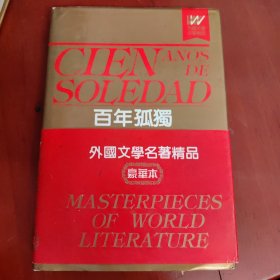 CIEN
AÑOS
DE
SOLEDAD
百年孤獨
外國文學名著精品
豪華本
MASTERPIECES
OF WORLD
LITERATURE